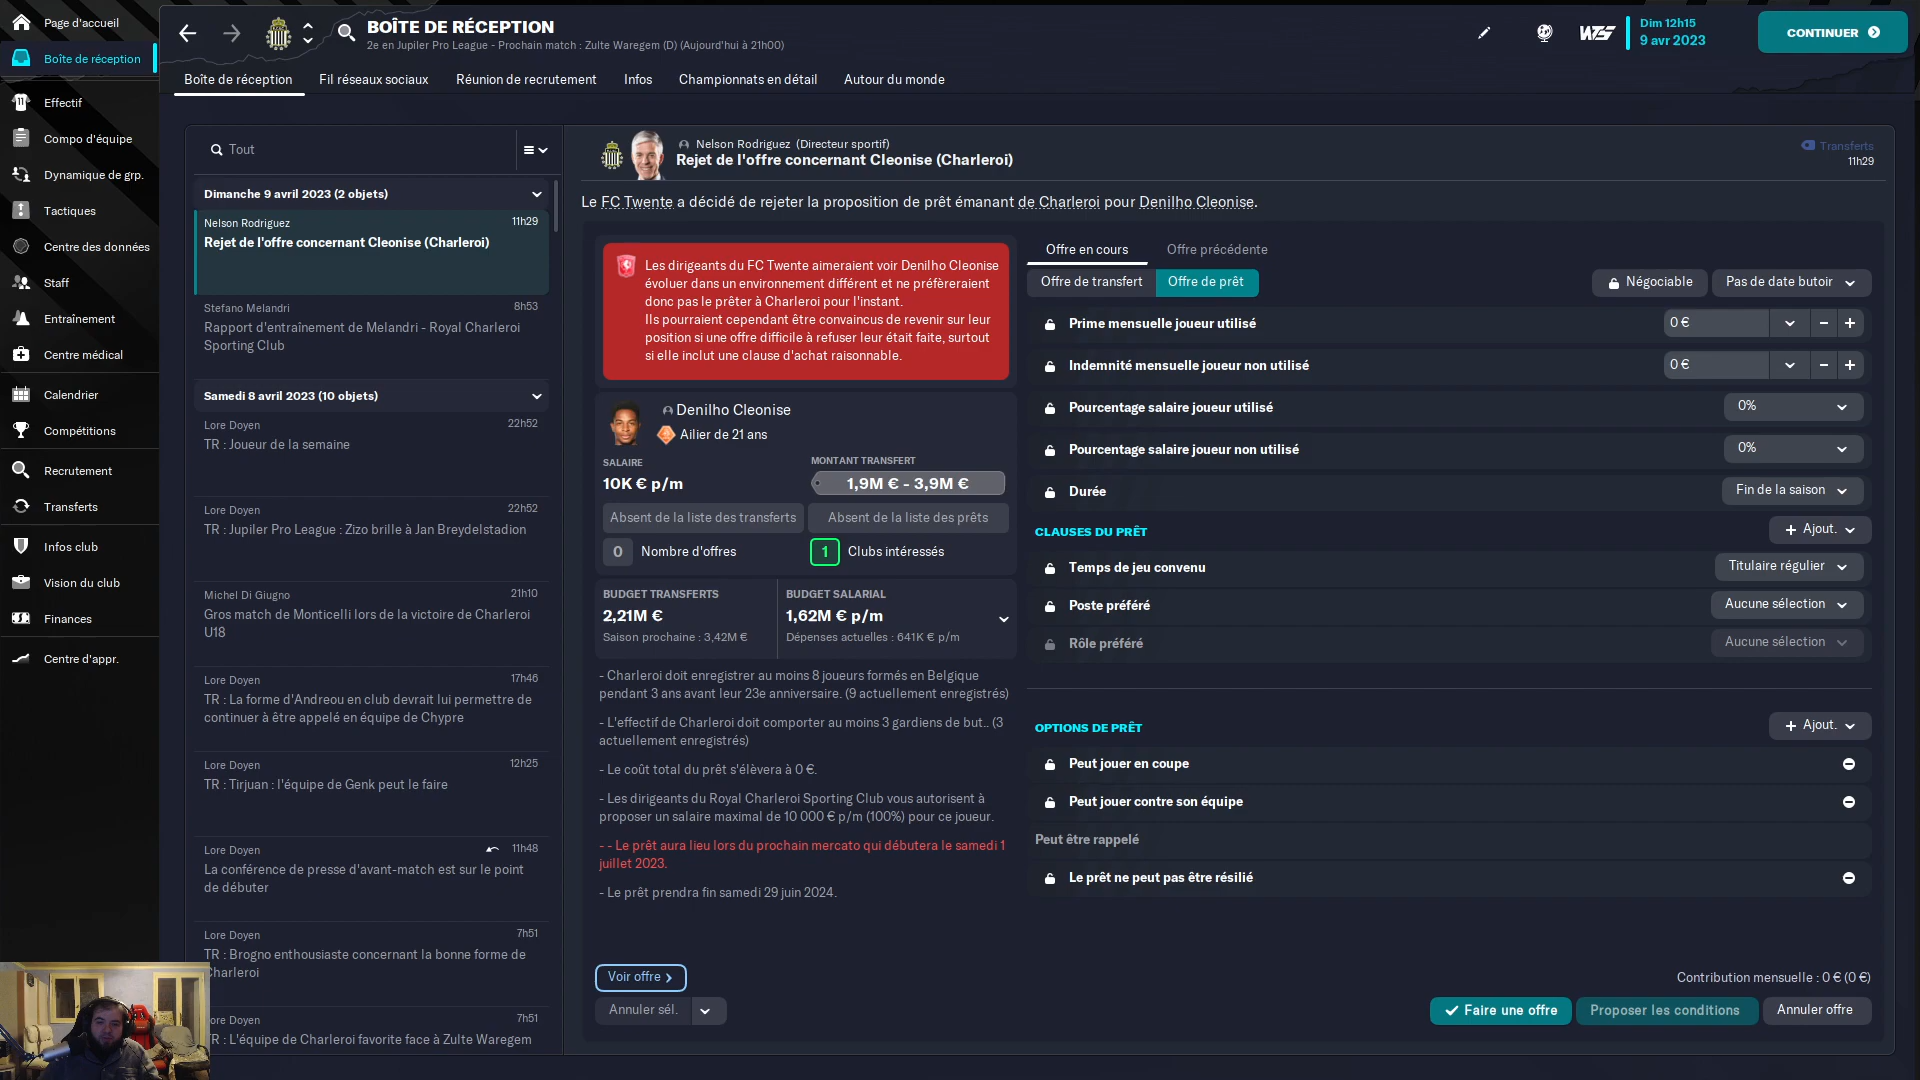 Page d'accueil
Boîte de réception
Effectif
Compo d'équipe
Dynamique de grp.
Tactiques
Centre des données
Staff
Entraînement
Centre médical
Calendrier
Compétitions
Recrutement
Transferts
Infos club
Vision du club
Finances
Centre d'appr.
BOÎTE DE RÉCEPTION
2e en Jupiler Pro League - Prochain match : Zulte Waregem (D) (Aujourd'hui à 21h00)
Dim 12h15
9 avr 2023
CONTINUER
Boîte de réception
Fil réseaux sociaux
Réunion de recrutement
Infos
Championnats en détail
Autour du monde
Tout
Dimanche 9 avril 2023 (2 objets)
Nelson Rodriguez 11h29
Rejet de l'offre concernant Cleonise (Charleroi)
Stefano Melandri 8h53
Rapport d'entraînement de Melandri - Royal Charleroi
Sporting Club
Samedi 8 avril 2023 (10 objets)
Lore Doyen 22h52
TR : Joueur de la semaine
Lore Doyen 22h52
TR : Jupiler Pro League : Zizo brille à Jan Breydelstadion
Michel Di Giugno 21h10
Gros match de Monticelli lors de la victoire de Charleroi
U18
Lore Doyen 17h46
TR : La forme d'Andreou en club devrait lui permettre de
continuer à être appelé en équipe de Chypre
Lore Doyen 12h25
TR : Tirjuan : l'équipe de Genk peut le faire
Lore Doyen 11h48
La conférence de presse d'avant-match est sur le point
de débuter
Lore Doyen 7h51
TR : Brogno enthousiaste concernant la bonne forme de
Charleroi
ore Doyen 7h51
R : L'équipe de Charleroi favorite face à Zulte Waregem
Nelson Rodriguez (Directeur sportif)
Rejet de l'offre concernant Cleonise (Charleroi)
Transferts
11h29
Le FC Twente a décidé de rejeter la proposition de prêt émanant de Charleroi pour Denilho Cleonise.
Les dirigeants du FC Twente aimeraient voir Denilho Cleonise
évoluer dans un environnement différent et ne préfèreraient
donc pas le prêter à Charleroi pour l'instant.
Ils pourraient cependant être convaincus de revenir sur leur
position si une offre difficile à refuser leur était faite, surtout
si elle inclut une clause d'achat raisonnable.
Denilho Cleonise
Ailier de 21 ans
SALAIRE
10K € p/m
MONTANT TRANSFERT
1,9M € - 3,9M €
Absent de la liste des transferts
Absent de la liste des prêts
0 Nombre d'offres
1 Clubs intéressés
BUDGET TRANSFERTS
2,21M €
Saison prochaine : 3,42M €
BUDGET SALARIAL
1,62M € p/m
Dépenses actuelles : 641K € p/m
- Charleroi doit enregistrer au moins 8 joueurs formés en Belgique
pendant 3 ans avant leur 23e anniversaire. (9 actuellement enregistrés)
- L'effectif de Charleroi doit comporter au moins 3 gardiens de but.. (3
actuellement enregistrés)
- Le coût total du prêt s'élèvera à 0 €.
- Les dirigeants du Royal Charleroi Sporting Club vous autorisent à
proposer un salaire maximal de 10 000 € p/m (100%) pour ce joueur.
- - Le prêt aura lieu lors du prochain mercato qui débutera le samedi 1
juillet 2023.
- Le prêt prendra fin samedi 29 juin 2024.
Voir offre
Annuler sél.
Offre en cours
Offre précédente
Offre de transfert
Offre de prêt
Négociable
Pas de date butoir
Prime mensuelle joueur utilisé 0 €
Indemnité mensuelle joueur non utilisé 0 €
Pourcentage salaire joueur utilisé 0%
Pourcentage salaire joueur non utilisé 0%
Durée Fin de la saison
CLAUSES DU PRÊT
Ajout.
Temps de jeu convenu Titulaire régulier
Poste préféré Aucune sélection
Rôle préféré Aucune sélection
OPTIONS DE PRÊT
Ajout.
Peut jouer en coupe
Peut jouer contre son équipe
Peut être rappelé
Le prêt ne peut pas être résilié
Contribution mensuelle : 0 € (0 €)
Faire une offre
Proposer les conditions
Annuler offre